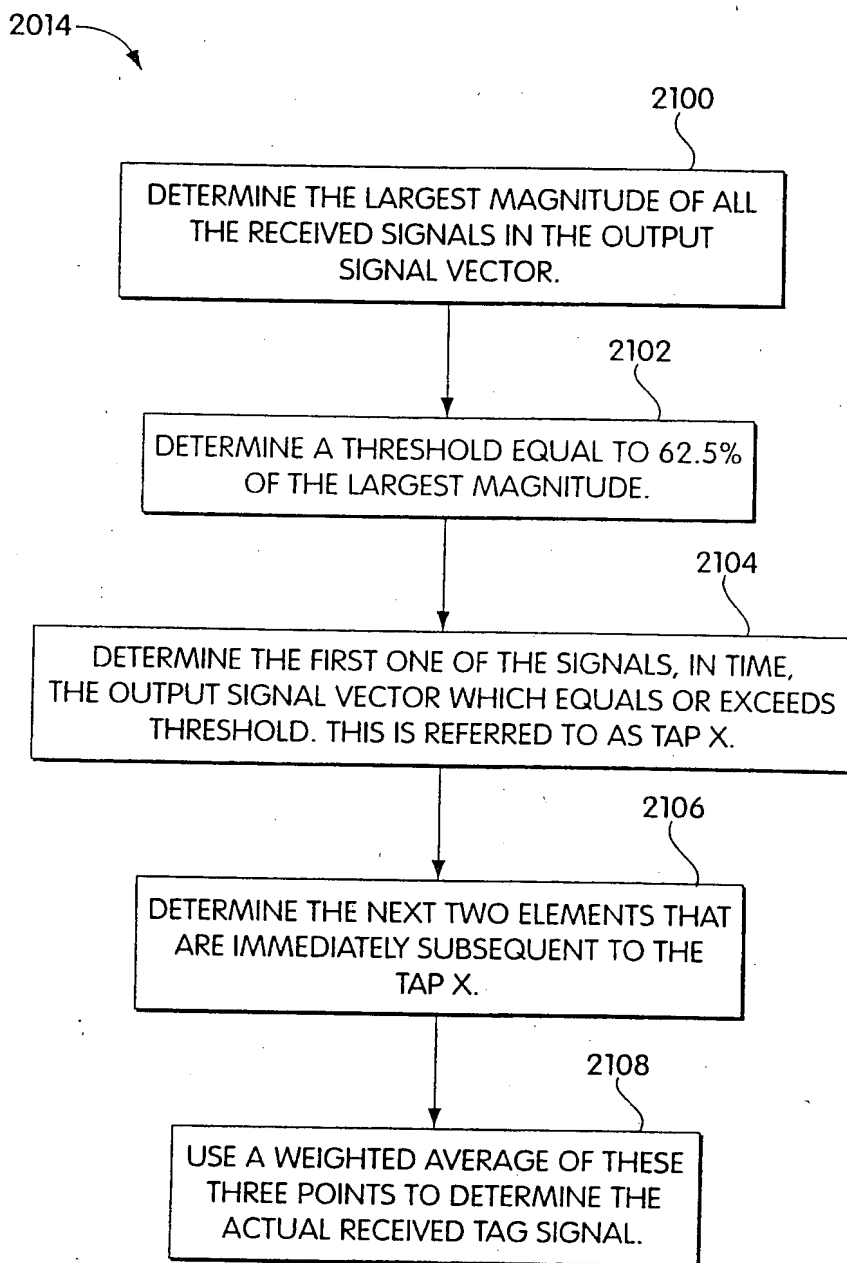 2014
2100
DETERMINE THE LARGEST MAGNITUDE OF ALL
THE RECEIVED SIGNALS IN THE OUTPUT
SIGNAL VECTOR.
2102
DETERMINE A THRESHOLD EQUAL TO 62.5%
OF THE LARGEST MAGNITUDE.
2104
DETERMINE THE FIRST ONE OF THE SIGNALS, IN TIME,
THE OUTPUT SIGNAL VECTOR WHICH EQUALS OR EXCEEDS
THRESHOLD. THIS IS REFERRED TO AS TAP X.
2106
DETERMINE THE NEXT TWO ELEMENTS THAT
ARE IMMEDIATELY SUBSEQUENT TO THE
TAP X.
2108
USE A WEIGHTED AVERAGE OF THESE
THREE POINTS TO DETERMINE THE
ACTUAL RECEIVED TAG SIGNAL.